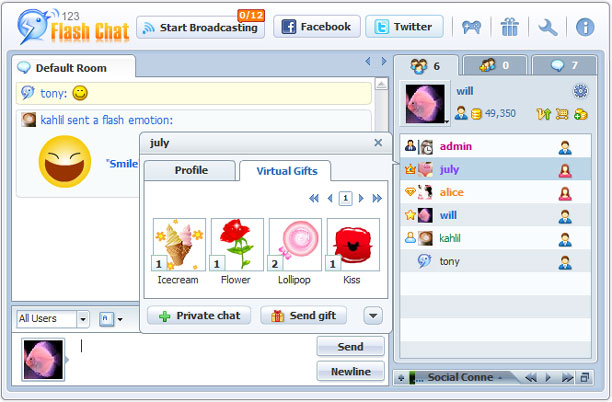 123
Flash Chat
Start Broadcasting
0/12
Facebook
Twitter
Default Room
tony:
kahlil sent a flash emotion:
"Smile
july
Profile
Virtual Gifts
1
1
1
2
1
Icecream
Flower
Lollipop
Kiss
Private chat
Send gift
All Users
A
Send
Newline
6
0
7
will
49,350
admin
july
alice
will
kahlil
tony
... Social Conne